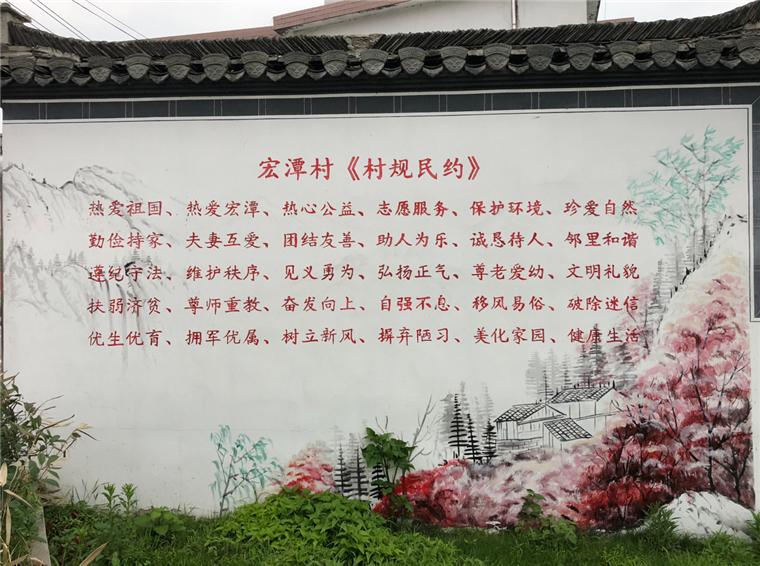 宏潭村《村规民约》
热爱祖国、热爱宏潭、热心公益、志愿服务、保护环境、珍爱自然
勤俭持家、夫妻互爱、团结友善、助人为乐、诚恳待人、邻里和谐
遵纪守法、维护秩序、见义勇为、弘扬正气、尊老爱幼、文明礼貌
扶弱济贫、尊师重教、奋发向上、自强不息、移风易俗、破除迷信
优生优育、拥军优属、树立新风、摒弃陋习、美化家园、健康生活